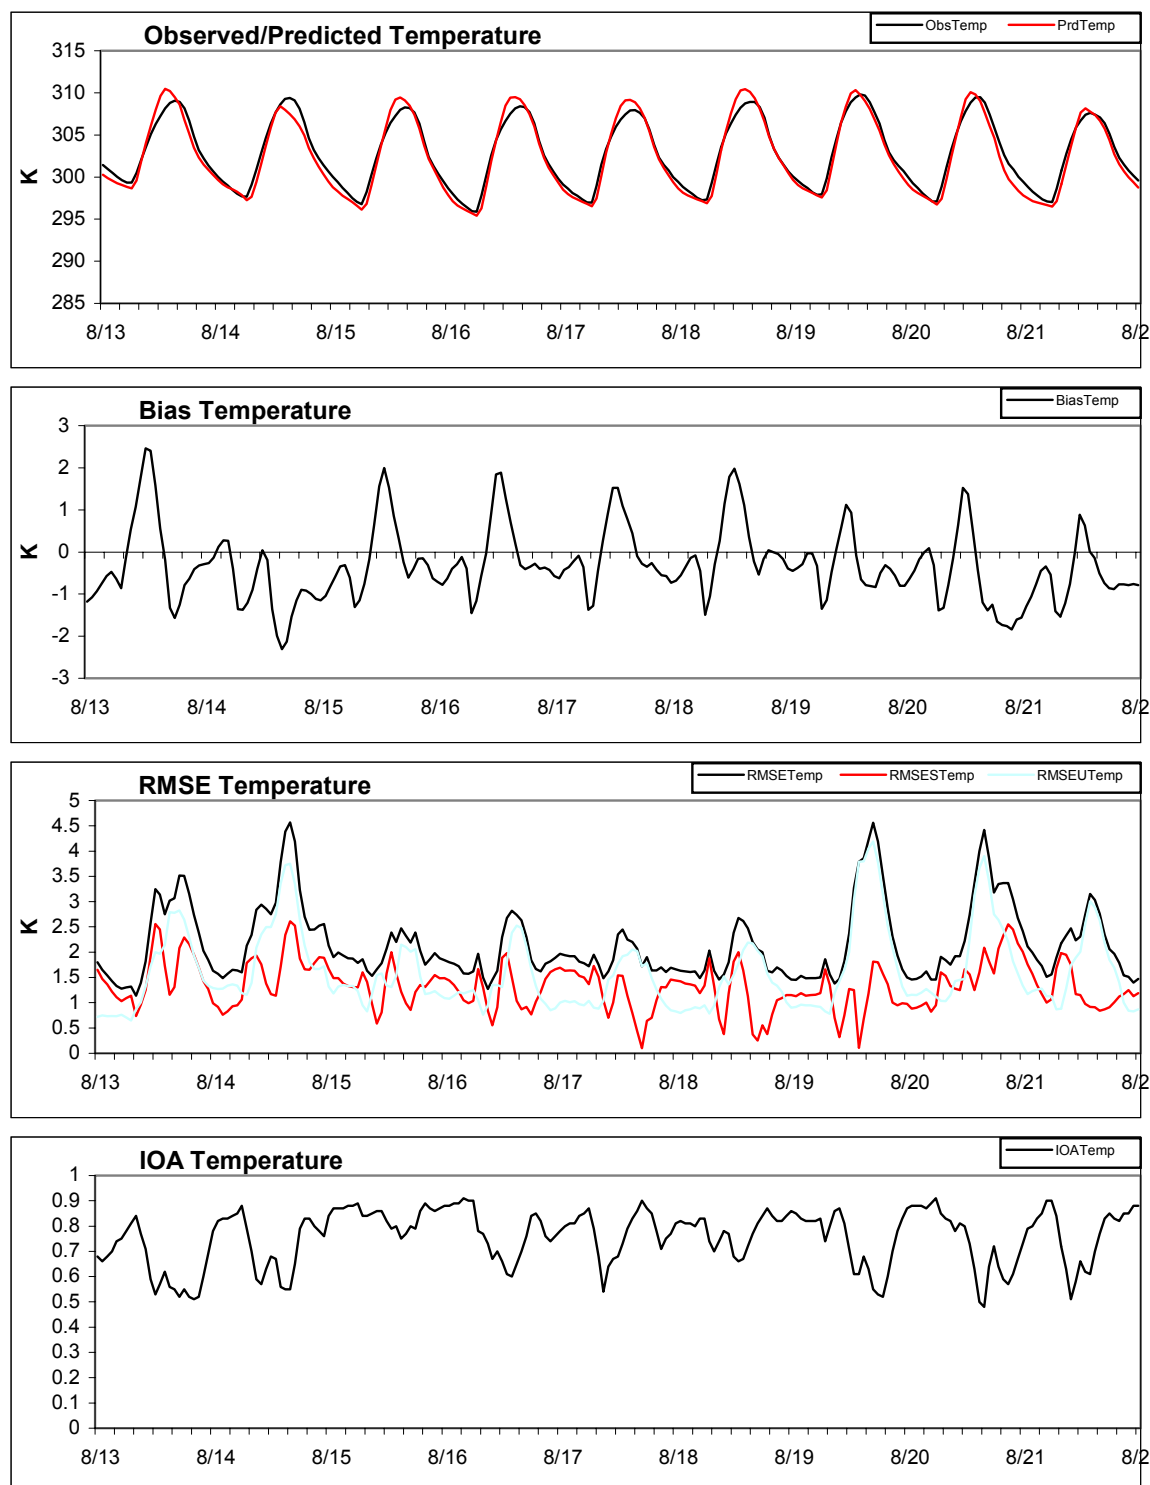 Observed/Predicted Temperature
ObsTemp PrdTemp
315
310
305
300
295
290
285
K
8/13 8/14 8/15 8/16 8/17 8/18 8/19 8/20 8/21 8/2
Bias Temperature
BiasTemp
3
2
1
0
-1
-2
-3
K
8/13 8/14 8/15 8/16 8/17 8/18 8/19 8/20 8/21 8/2
RMSE Temperature
RMSETemp RMSESTemp RMSEUTemp
5
4.5
4
3.5
3
2.5
2
1.5
1
0.5
0
K
8/13 8/14 8/15 8/16 8/17 8/18 8/19 8/20 8/21 8/2
IOA Temperature
IOATemp
1
0.9
0.8
0.7
0.6
0.5
0.4
0.3
0.2
0.1
0
8/13 8/14 8/15 8/16 8/17 8/18 8/19 8/20 8/21 8/2